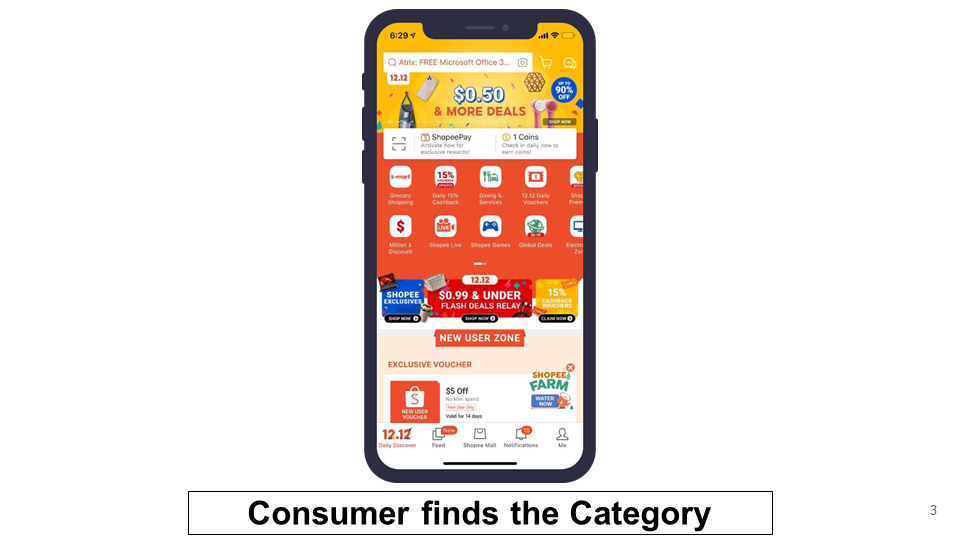 6:29
Atrix: FREE Microsoft Office 3...
12.12
$0.50
& MORE DEALS
UP TO
90%
OFF
SHOP NOW
ShopeePay
Activate now for
exclusive rewards!
1 Coins
Check in daily now to
earn coins!
s-mart
15%
CASHBACK
Grocery
Shopping
Daily 15%
Cashback
Dining &
Services
12.12 Daily
Vouchers
Shop
Prem
$
LIVE
Million $
Discount
Shopee Live
Shopee Games
Global Deals
Electr
Zon
12.12
SHOPEE
EXCLUSIVES
SHOP NOW
$0.99 & UNDER
FLASH DEALS RELAY
SHOP NOW
15%
CASHBACK
VOUCHERS
CLAIM NOW
NEW USER ZONE
EXCLUSIVE VOUCHER
S
NEW USER
VOUCHER
$5 Off
No Min. spend
New User Only
Valid for 14 days
SHOPEE
FARM
WATER
NOW
12.12
New
Daily Discover
Feed
Shopee Mall
Notifications
Me
Consumer finds the Category
3